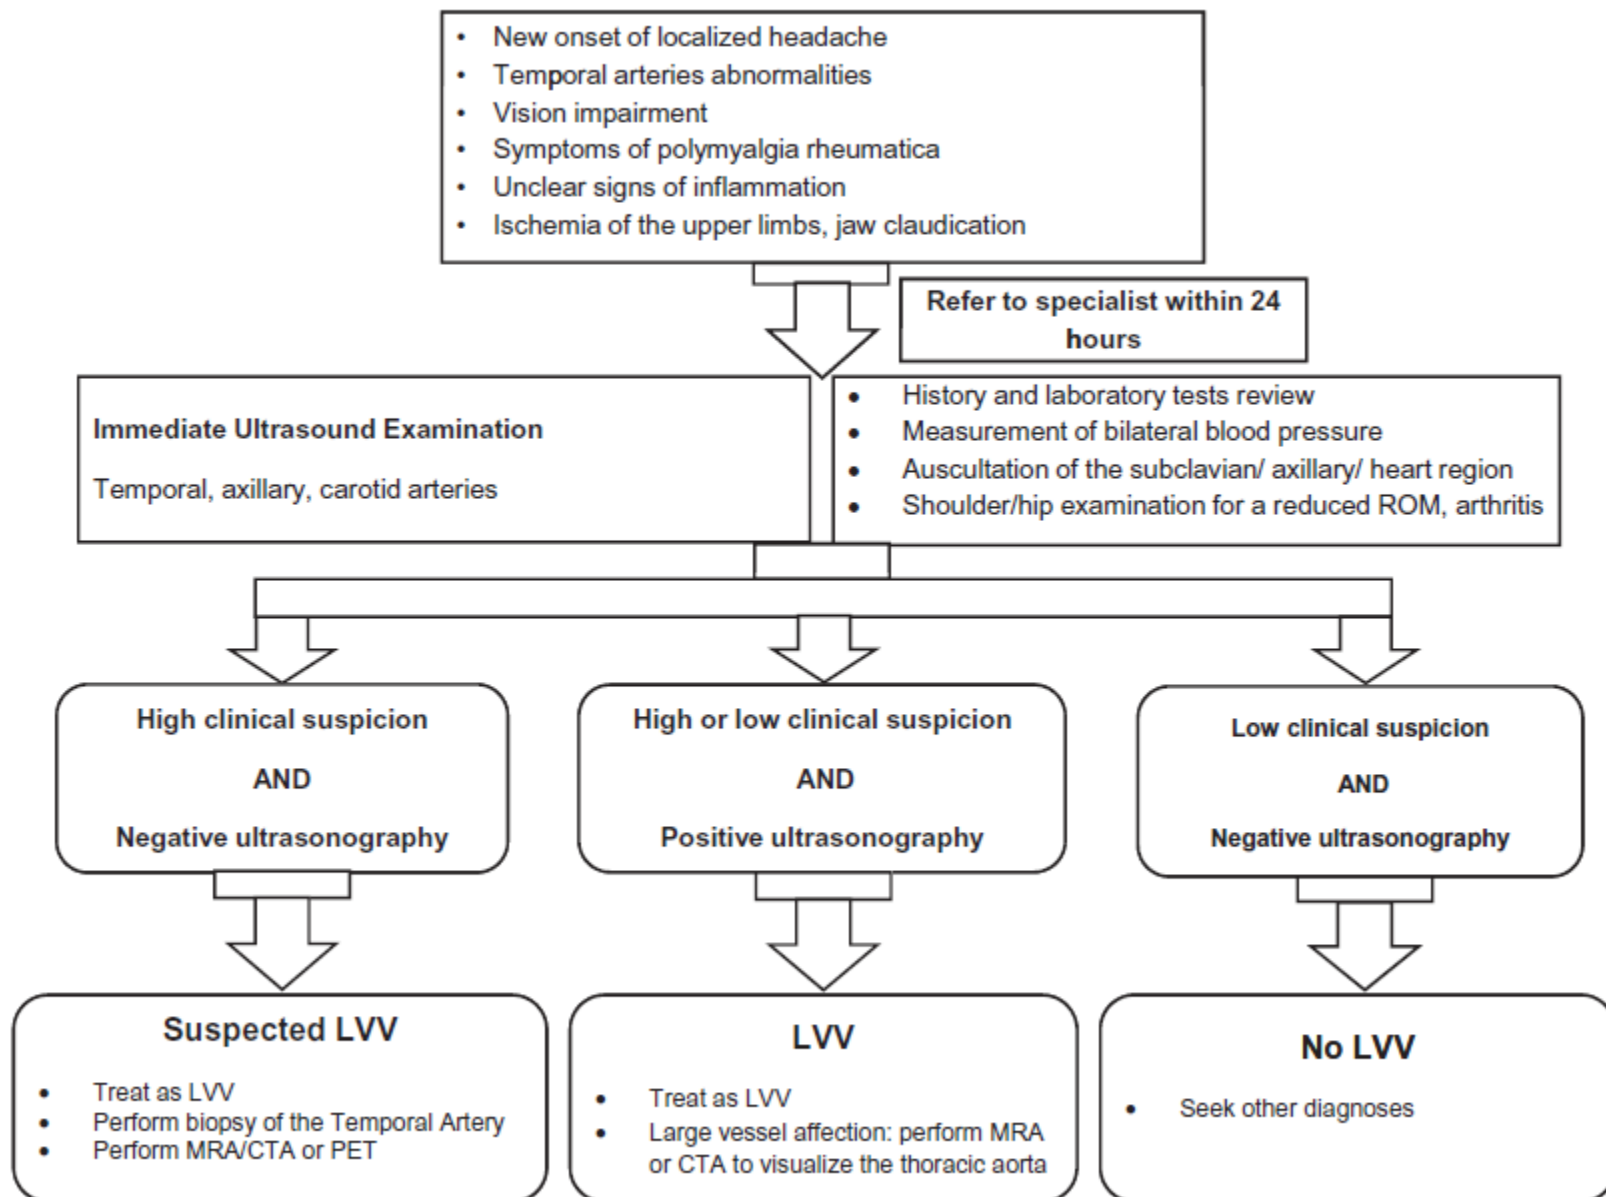 • New onset of localized headache
• Temporal arteries abnormalities
• Vision impairment
• Symptoms of polymyalgia rheumatica
• Unclear signs of inflammation
• Ischemia of the upper limbs, jaw claudication
Refer to specialist within 24
hours
Immediate Ultrasound Examination
Temporal, axillary, carotid arteries
• History and laboratory tests review
• Measurement of bilateral blood pressure
• Auscultation of the subclavian/ axillary/ heart region
• Shoulder/hip examination for a reduced ROM, arthritis
High clinical suspicion
AND
Negative ultrasonography
High or low clinical suspicion
AND
Positive ultrasonography
Low clinical suspicion
AND
Negative ultrasonography
Suspected LVV
• Treat as LVV
• Perform biopsy of the Temporal Artery
• Perform MRA/CTA or PET
LVV
• Treat as LVV
• Large vessel affection: perform MRA
or CTA to visualize the thoracic aorta
No LVV
• Seek other diagnoses